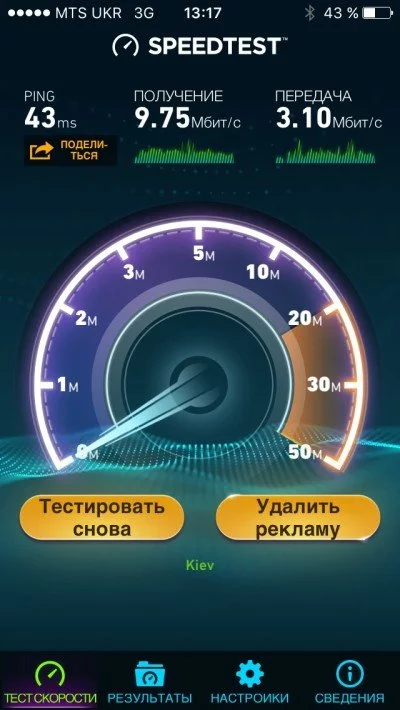 MTS UKR 3G 13:17 43 %
SPEEDTEST™
PING ПОЛУЧЕНИЕ ПЕРЕДАЧА
43 ms 9.75 Мбит/с 3.10 Мбит/с
ПОДЕЛИ-
ТЬСЯ
5M
3M 10M
2M 20M
1M 30M
0M 50M
Тестировать
снова
Удалить
рекламу
Kiev
ТЕСТ СКОРОСТИ РЕЗУЛЬТАТЫ НАСТРОЙКИ СВЕДЕНИЯ